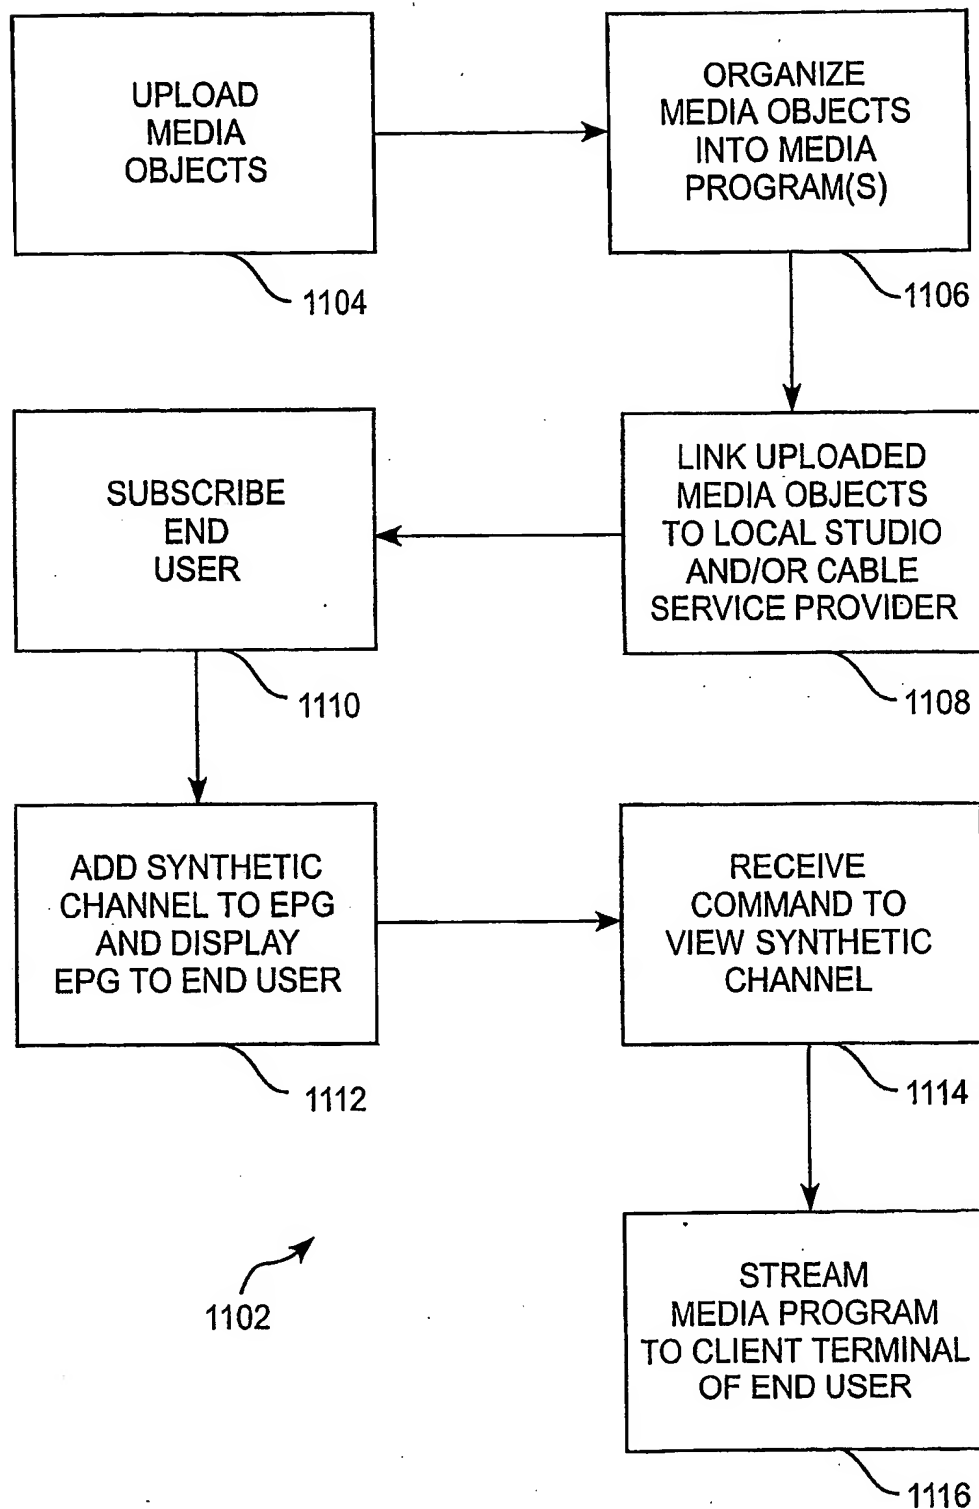 UPLOAD
MEDIA
OBJECTS
1104
ORGANIZE
MEDIA OBJECTS
INTO MEDIA
PROGRAM(S)
1106
LINK UPLOADED
MEDIA OBJECTS
TO LOCAL STUDIO
AND/OR CABLE
SERVICE PROVIDER
1108
SUBSCRIBE
END
USER
1110
ADD SYNTHETIC
CHANNEL TO EPG
AND DISPLAY
EPG TO END USER
1112
RECEIVE
COMMAND TO
VIEW SYNTHETIC
CHANNEL
1114
STREAM
MEDIA PROGRAM
TO CLIENT TERMINAL
OF END USER
1116
1102